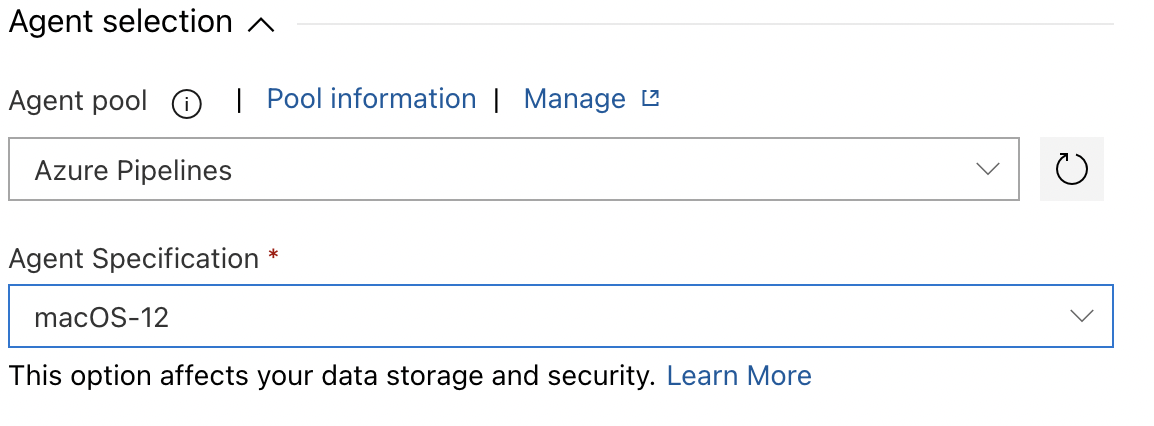 Agent selection
Agent pool | Pool information | Manage
Azure Pipelines
Agent Specification *
macOS-12
This option affects your data storage and security. Learn More